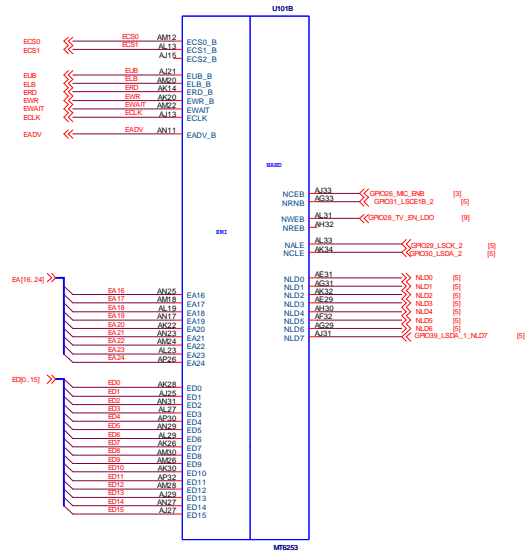 U101B
ECS0 ECS0 AM12 ECS0_B
ECS1 ECS1 AL13 ECS1_B
AJ15 ECS2_B
EUB EUB AJ21 EUB_B
ELB ELB AM20 ELB_B
ERD ERD AK14 ERD_B
EWR EWR AK20 EWR_B
EWAIT EWAIT AM22 EWAIT
ECLK ECLK AJ13 ECLK
EADV EADV AN11 EADV_B
NAND
EMI
NCEB AJ33 GPIO26_MIC_ENB [3]
NRNB AG33 GPIO31_LSCE1B_2 [5]
NWEB AL31 GPIO28_TV_EN_LDO [9]
NREB AH32
NALE AL33 GPIO29_LSCK_2 [5]
NCLE AK34 GPIO30_LSDA_2 [5]
NLD0 AE31 NLD0 [5]
NLD1 AG31 NLD1 [5]
NLD2 AK32 NLD2 [5]
NLD3 AE29 NLD3 [5]
NLD4 AH30 NLD4 [5]
NLD5 AF32 NLD5 [5]
NLD6 AG29 NLD6 [5]
NLD7 AJ31 GPIO39_LSDA_1_NLD7 [5]
EA[16..24]
EA16 AN25 EA16
EA17 AM18 EA17
EA18 AL19 EA18
EA19 AN17 EA19
EA20 AK22 EA20
EA21 AN23 EA21
EA22 AM24 EA22
EA23 AL23 EA23
EA24 AP26 EA24
ED[0..15]
ED0 AK28 ED0
ED1 AJ25 ED1
ED2 AN31 ED2
ED3 AL27 ED3
ED4 AP30 ED4
ED5 AN29 ED5
ED6 AL29 ED6
ED7 AK26 ED7
ED8 AM30 ED8
ED9 AM26 ED9
ED10 AK30 ED10
ED11 AP32 ED11
ED12 AM28 ED12
ED13 AJ29 ED13
ED14 AN27 ED14
ED15 AJ27 ED15
MT6253